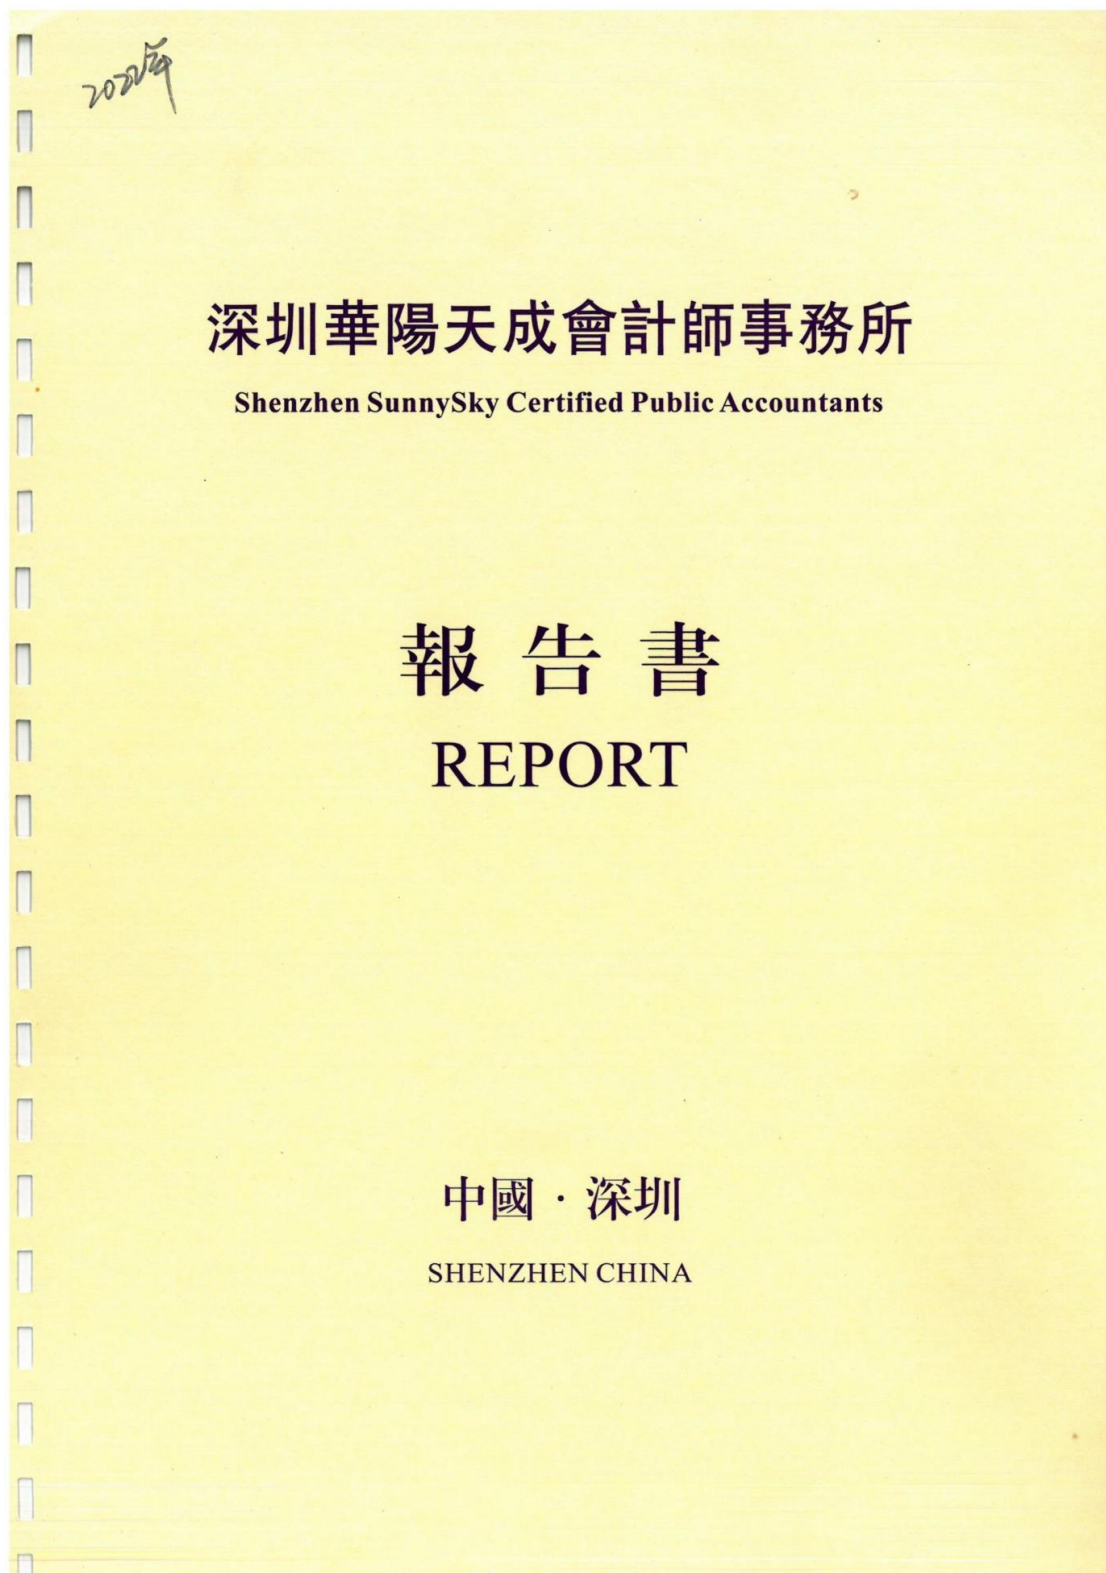 2022年
深圳華陽天成會計師事務所
Shenzhen SunnySky Certified Public Accountants
報告書
REPORT
中國·深圳
SHENZHEN CHINA